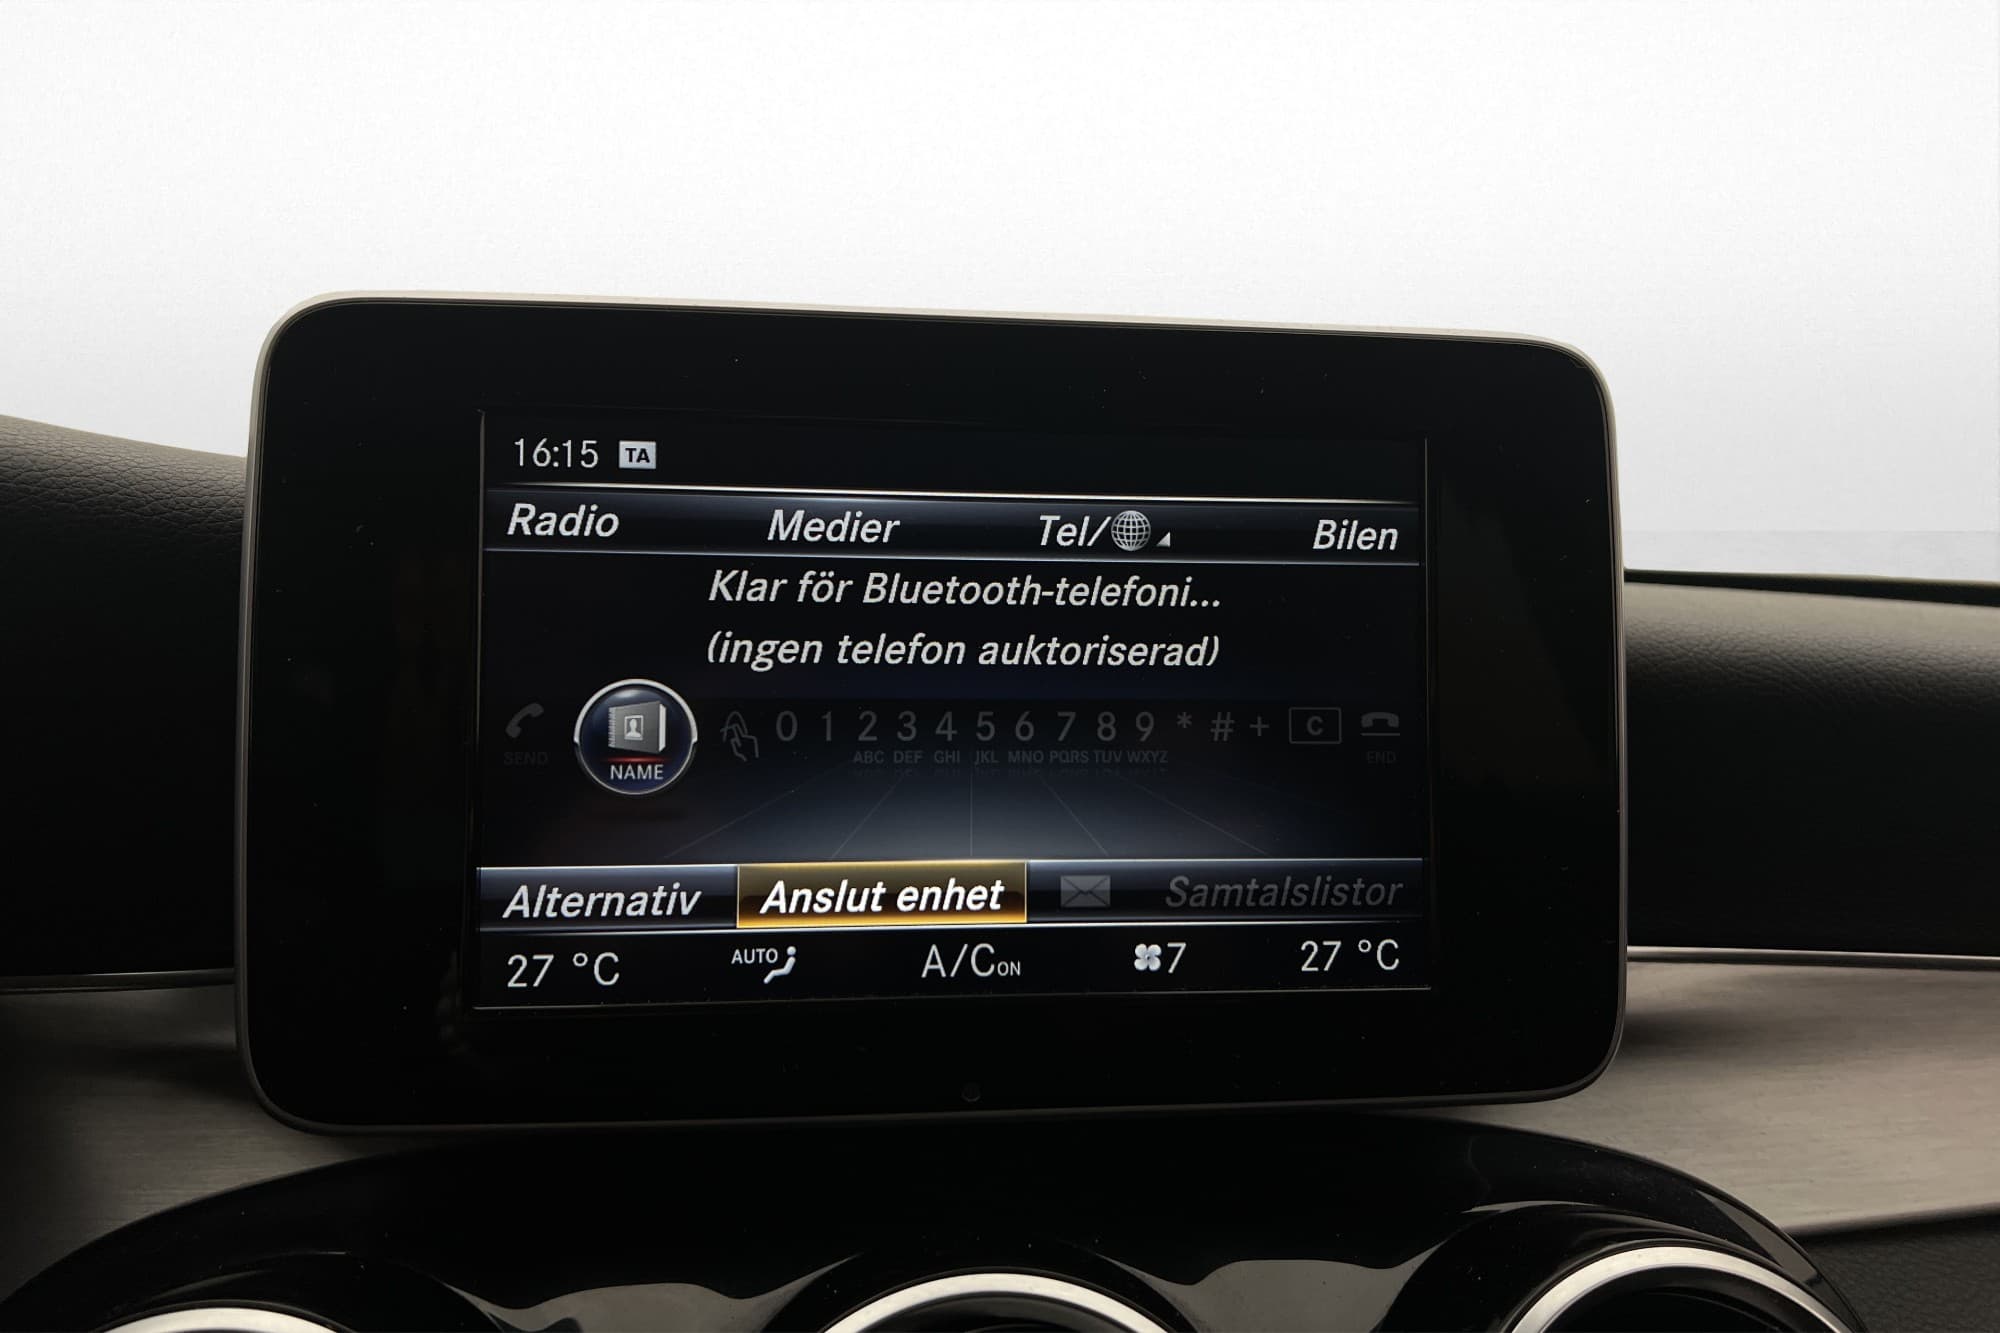 16:15 TA
Radio Medier Tel/ Bilen
Klar för Bluetooth-telefoni...
(ingen telefon auktoriserad)
0 1 2 3 4 5 6 7 8 9 * # + C
SEND ABC DEF GHI JKL MNO PQRS TUV WXYZ END
NAME
Alternativ Anslut enhet Samtalslistor
27 °C AUTO A/C ON 7 27 °C